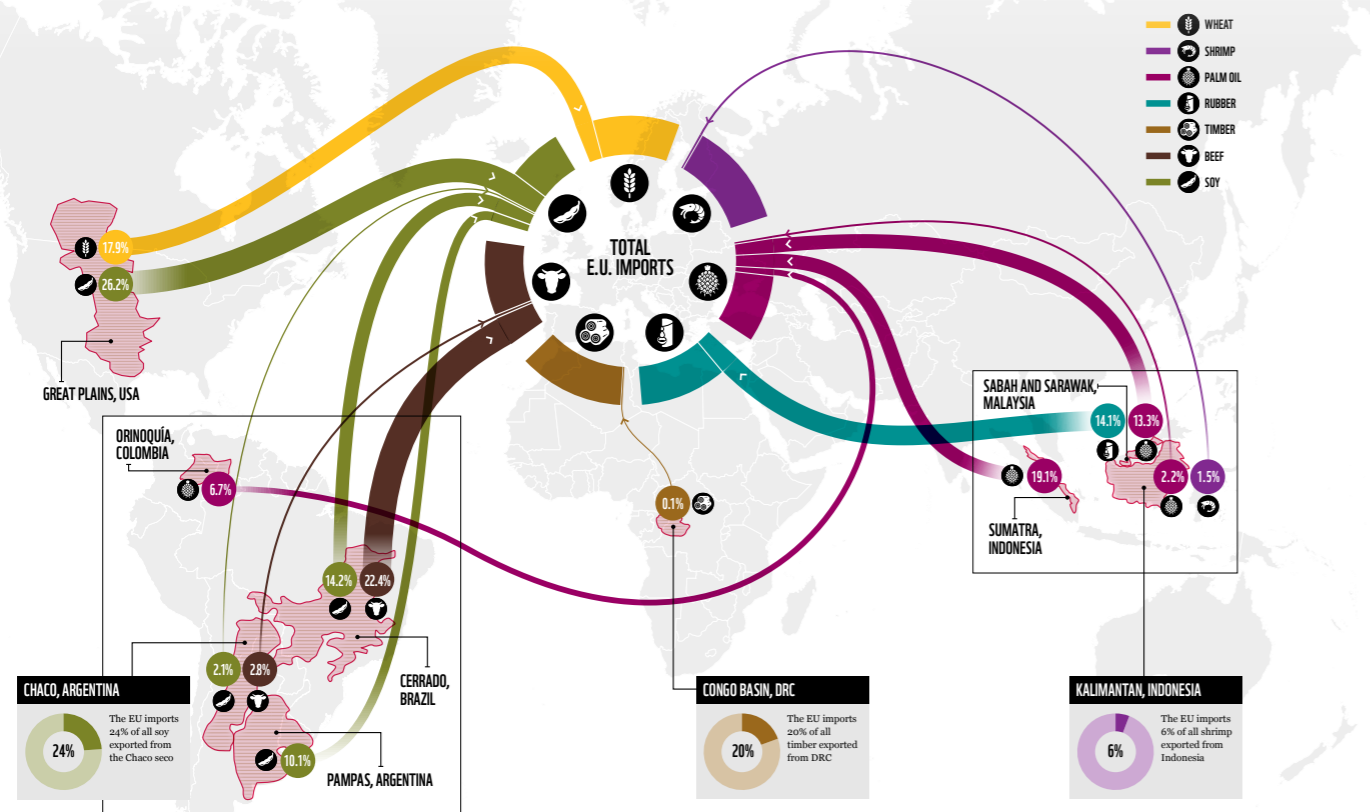 WHEAT
SHRIMP
PALM OIL
RUBBER
TIMBER
BEEF
SOY
TOTAL
E.U. IMPORTS
17.9%
26.2%
GREAT PLAINS, USA
ORINOQUÍA,
COLOMBIA
6.7%
14.2%
22.4%
CERRADO,
BRAZIL
2.1%
2.8%
10.1%
PAMPAS, ARGENTINA
CHACO, ARGENTINA
24%
The EU imports
24% of all soy
exported from
the Chaco seco
0.1%
CONGO BASIN, DRC
20%
The EU imports
20% of all
timber exported
from DRC
SABAH AND SARAWAK,
MALAYSIA
14.1%
13.3%
19.1%
2.2%
1.5%
SUMATRA,
INDONESIA
KALIMANTAN, INDONESIA
6%
The EU imports
6% of all shrimp
exported from
Indonesia